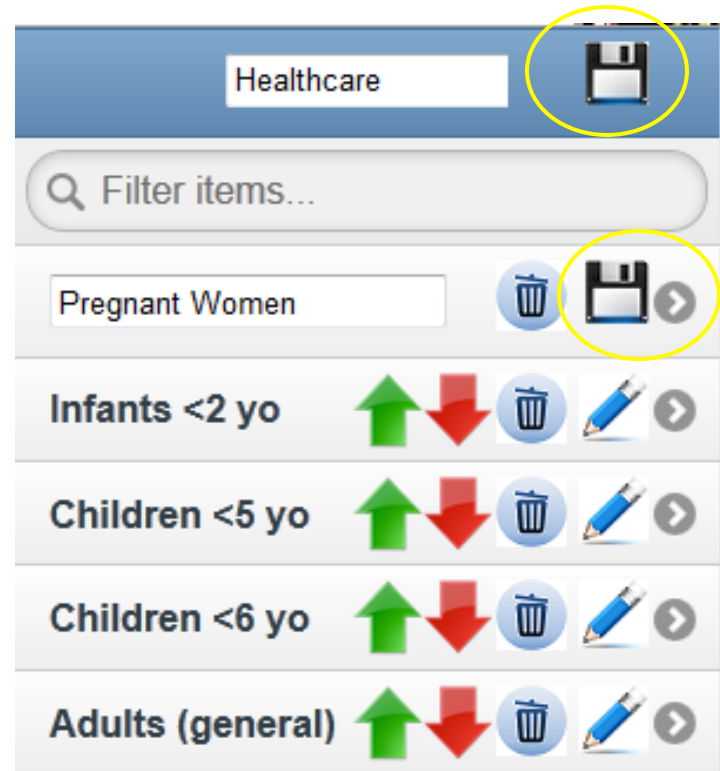 Healthcare
Filter items...
Pregnant Women
Infants <2 yo
Children <5 yo
Children <6 yo
Adults (general)